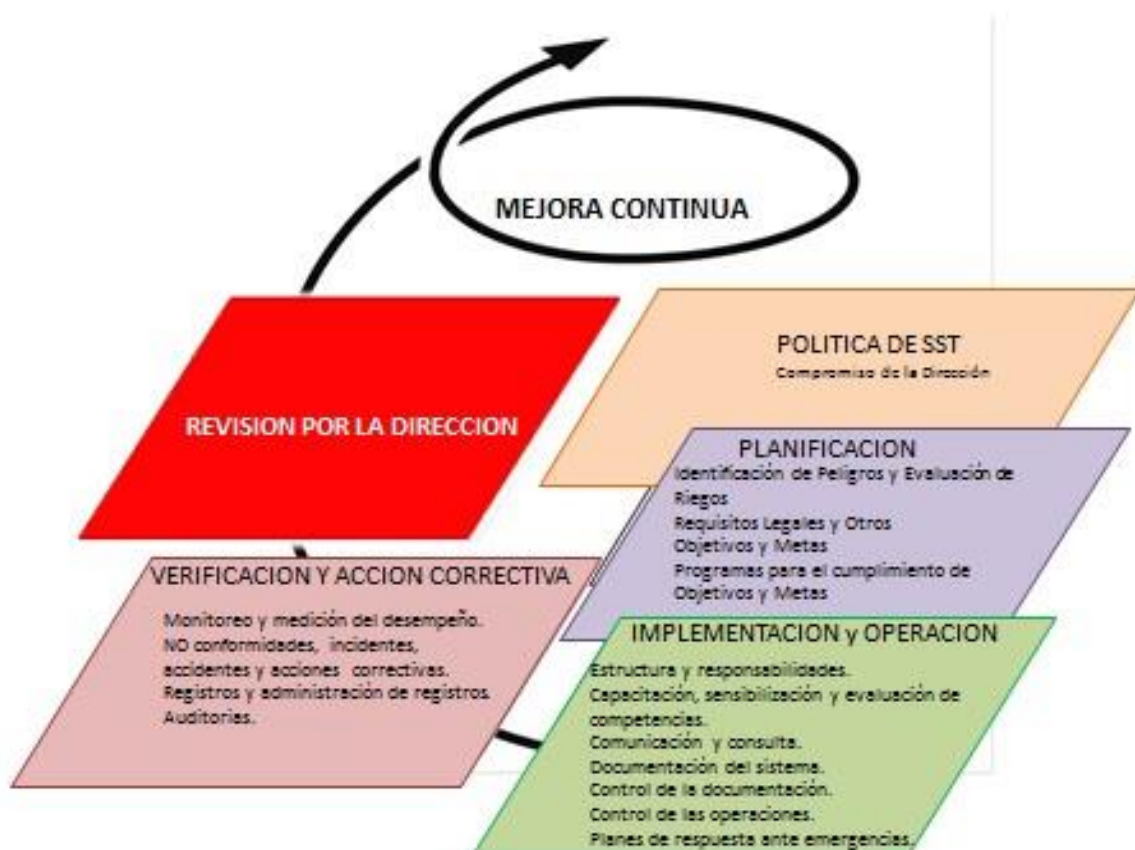 MEJORA CONTINUA
REVISION POR LA DIRECCION
POLITICA DE SST
Compromiso de la Dirección
PLANIFICACION
Identificación de Peligros y Evaluación de
Riegos
Requisitos Legales y Otros
Objetivos y Metas
Programas para el cumplimiento de
Objetivos y Metas
IMPLEMENTACION y OPERACION
Estructura y responsabilidades.
Capacitación, sensibilización y evaluación de
competencias.
Comunicación y consulta.
Documentación del sistema.
Control de la documentación.
Control de las operaciones.
Planes de respuesta ante emergencias.
VERIFICACION Y ACCION CORRECTIVA
Monitoreo y medición del desempeño.
NO conformidades, incidentes,
accidentes y acciones correctivas.
Registros y administración de registros.
Auditorias.